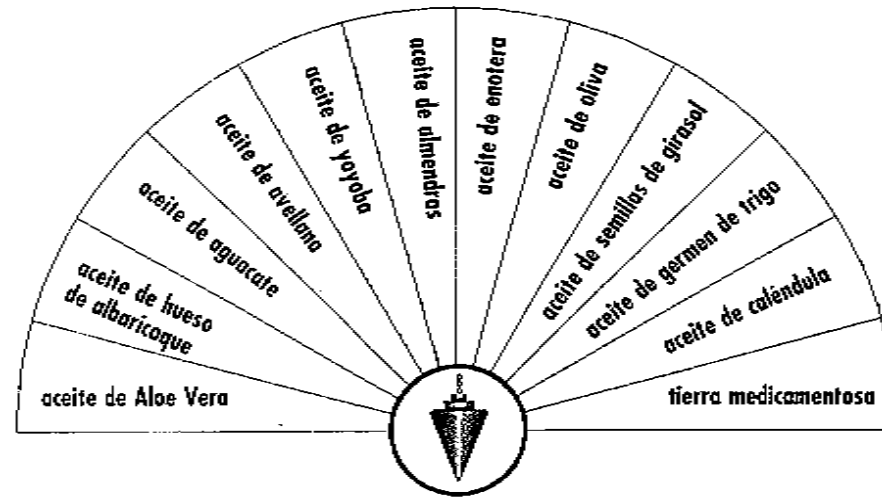 aceite de Aloe Vera
aceite de hueso
de albaricoque
aceite de aguacate
aceite de avellana
aceite de yoyoba
aceite de almendras
aceite de enotera
aceite de oliva
aceite de semillas de girasol
aceite de germen de trigo
aceite de caléndula
tierra medicamentosa